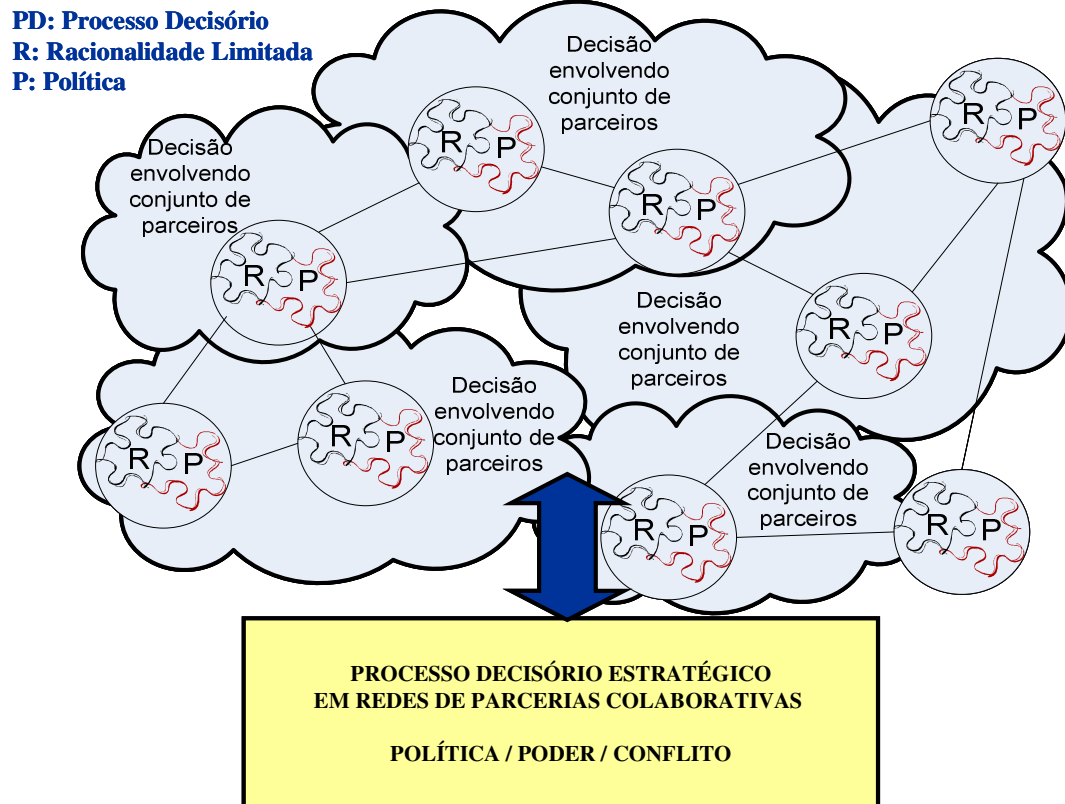 PD: Processo Decisório
R: Racionalidade Limitada
P: Política
Decisão
envolvendo
conjunto de
parceiros
R P
Decisão
envolvendo
conjunto de
parceiros
R P
R P
R P
R P
Decisão
envolvendo
conjunto de
parceiros
R P
Decisão
envolvendo
conjunto de
parceiros
R P
R P
Decisão
envolvendo
conjunto de
parceiros
R P
R P
PROCESSO DECISÓRIO ESTRATÉGICO
EM REDES DE PARCERIAS COLABORATIVAS
POLÍTICA / PODER / CONFLITO